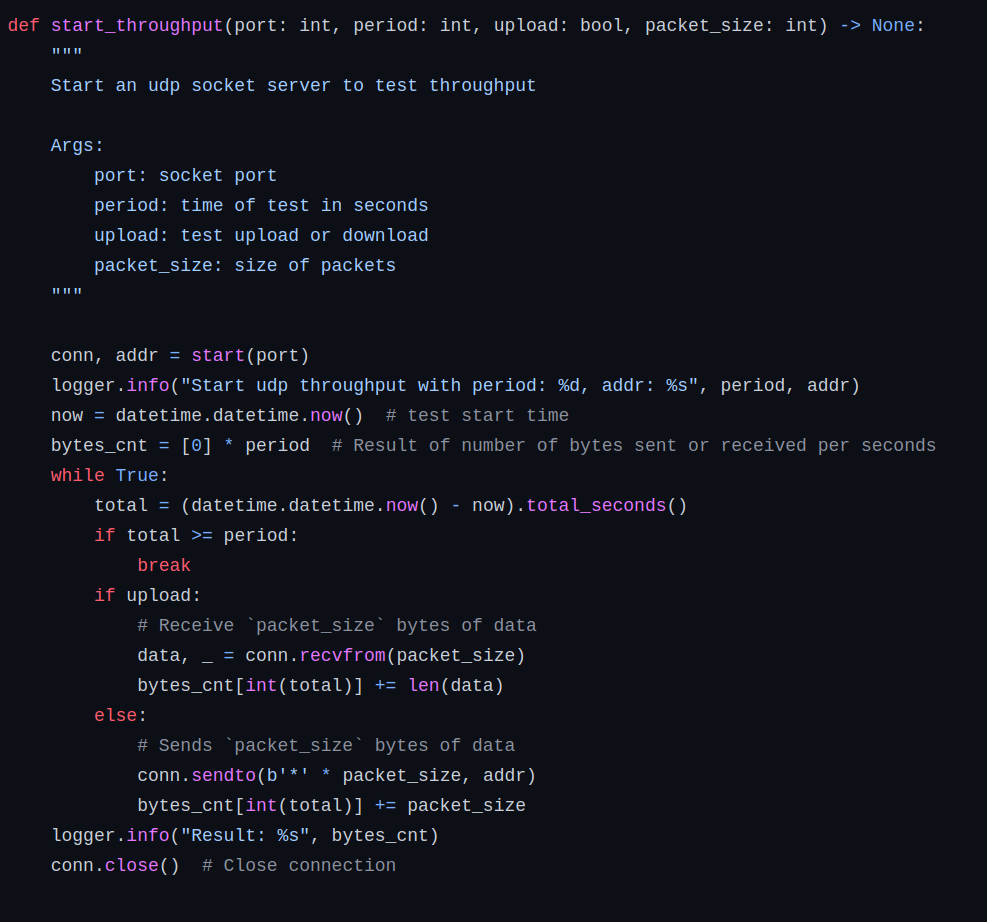 def start_throughput(port: int, period: int, upload: bool, packet_size: int) -> None:
    """
    Start an udp socket server to test throughput

    Args:
        port: socket port
        period: time of test in seconds
        upload: test upload or download
        packet_size: size of packets
    """

    conn, addr = start(port)
    logger.info("Start udp throughput with period: %d, addr: %s", period, addr)
    now = datetime.datetime.now()  # test start time
    bytes_cnt = [0] * period  # Result of number of bytes sent or received per seconds
    while True:
        total = (datetime.datetime.now() - now).total_seconds()
        if total >= period:
            break
        if upload:
            # Receive `packet_size` bytes of data
            data, _ = conn.recvfrom(packet_size)
            bytes_cnt[int(total)] += len(data)
        else:
            # Sends `packet_size` bytes of data
            conn.sendto(b'*' * packet_size, addr)
            bytes_cnt[int(total)] += packet_size
    logger.info("Result: %s", bytes_cnt)
    conn.close()  # Close connection